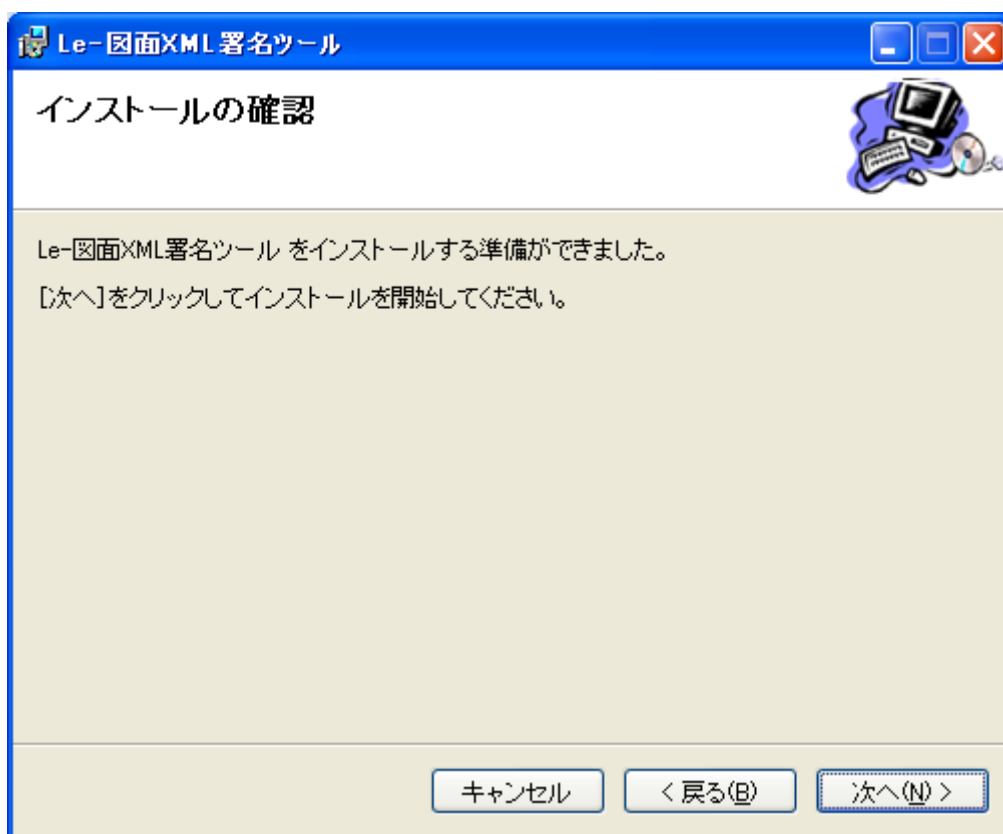 Le-図面XML署名ツール
インストールの確認
Le-図面XML署名ツール をインストールする準備ができました。
[次へ]をクリックしてインストールを開始してください。
キャンセル
< 戻る(B)
次へ(N) >